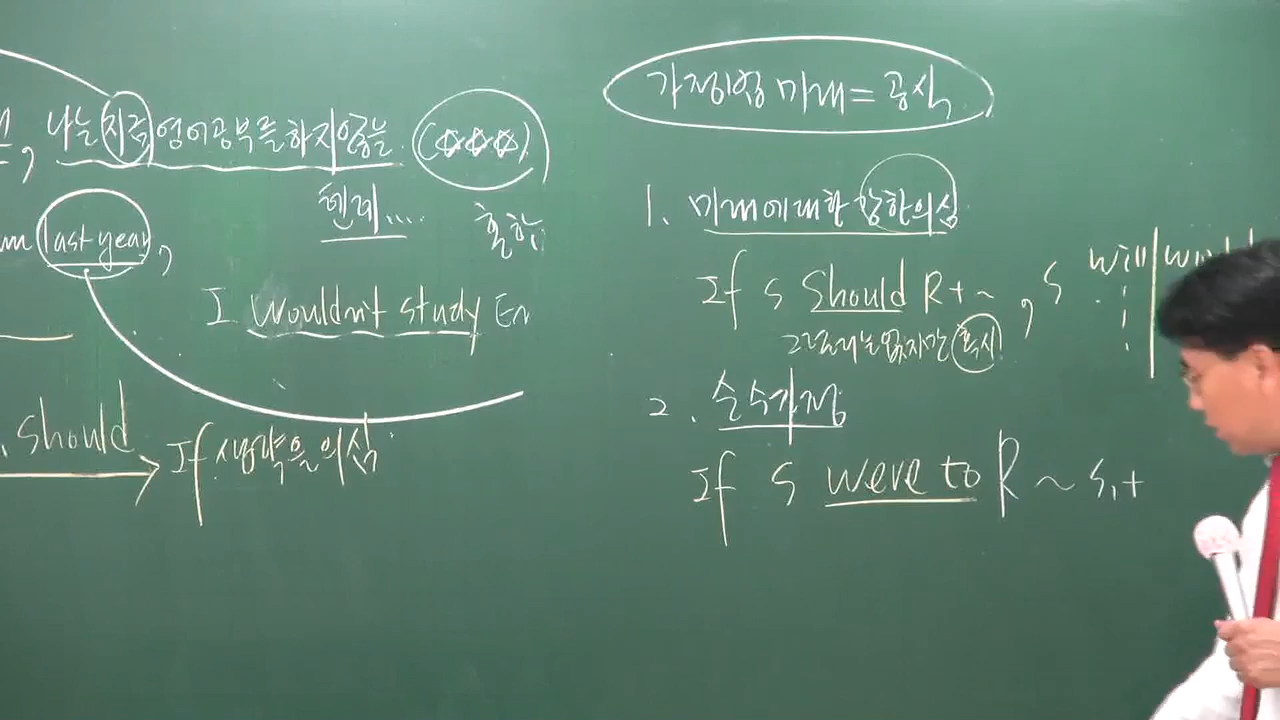 나는 지금 영어공부를 하지 않을 (☆☆☆)
텐데....
last year,
I wouldn't study En
Should
If 생략을 의심
가정법 미래 = 공식
1. 미래에 대한 강한 의심
If S Should R + ~, S will
그러리는 없지만 혹시
2. 순수가정
If S were to R ~ S, +